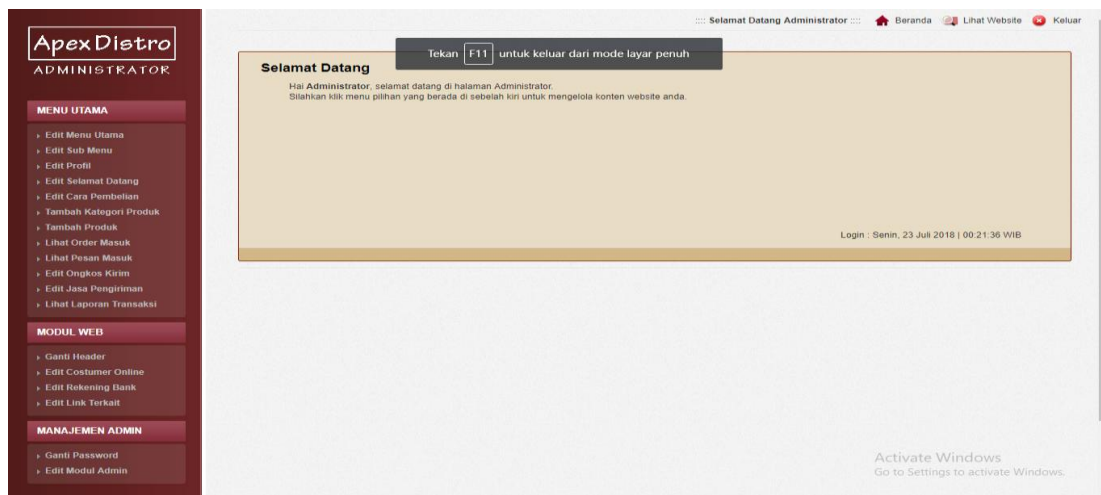 Apex Distro
ADMINISTRATOR
:::: Selamat Datang Administrator :::: Beranda Lihat Website Keluar
Tekan F11 untuk keluar dari mode layar penuh
Selamat Datang
Hai Administrator, selamat datang di halaman Administrator.
Silahkan klik menu pilihan yang berada di sebelah kiri untuk mengelola konten website anda.
Login : Senin, 23 Juli 2018 | 00:21:36 WIB
MENU UTAMA
Edit Menu Utama
Edit Sub Menu
Edit Profil
Edit Selamat Datang
Edit Cara Pembelian
Tambah Kategori Produk
Tambah Produk
Lihat Order Masuk
Lihat Pesan Masuk
Edit Ongkos Kirim
Edit Jasa Pengiriman
Lihat Laporan Transaksi
MODUL WEB
Ganti Header
Edit Costumer Online
Edit Rekening Bank
Edit Link Terkait
MANAJEMEN ADMIN
Ganti Password
Edit Modul Admin
Activate Windows
Go to Settings to activate Windows.